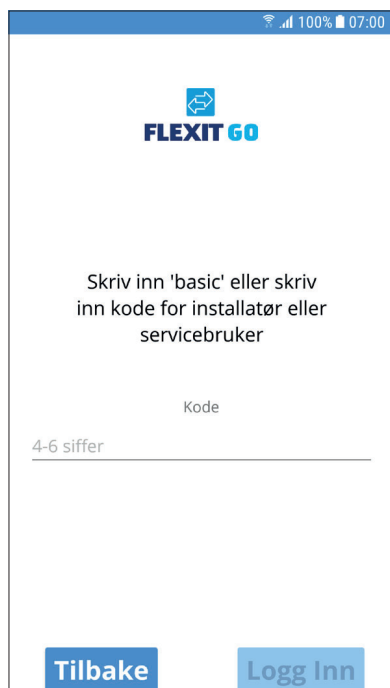 100% 07:00
FLEXIT GO
Skriv inn 'basic' eller skriv
inn kode for installatør eller
servicebruker
Kode
4-6 siffer
Tilbake
Logg Inn